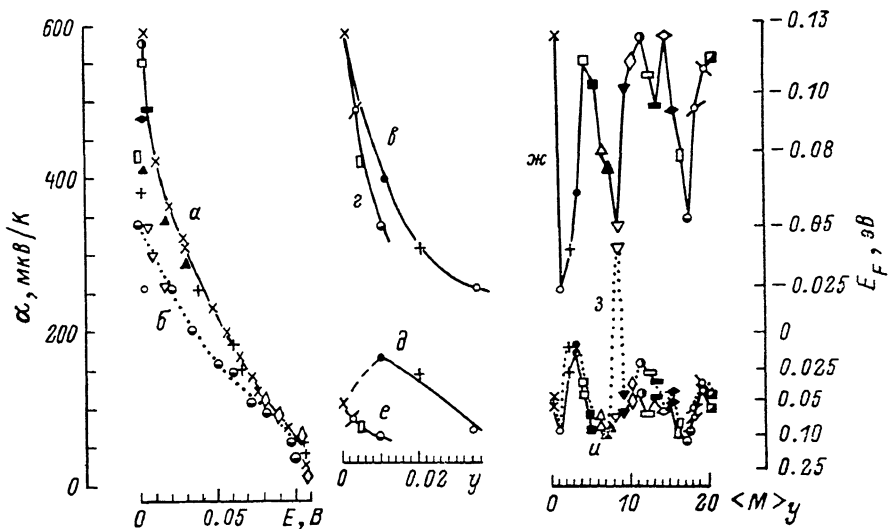 α, мкв/К
600
400
200
0
а
б
0
0.05
E, В
в
г
д
е
0
0.02
y
ж
з
и
0
10
20
<M>y
-0.13
-0.10
-0.08
-0.05
-0.025
0
0.025
0.05
0.10
0.25
E_F, эВ